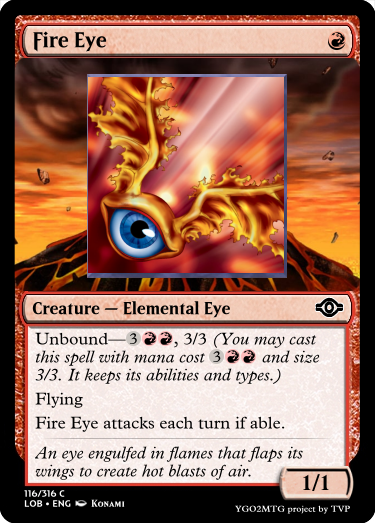 Fire Eye
Creature — Elemental Eye
Unbound—3RR, 3/3 (You may cast
this spell with mana cost 3RR and size
3/3. It keeps its abilities and types.)
Flying
Fire Eye attacks each turn if able.
An eye engulfed in flames that flaps its
wings to create hot blasts of air.
1/1
116/316 C
LOB • ENG Konami
YGO2MTG project by TVP